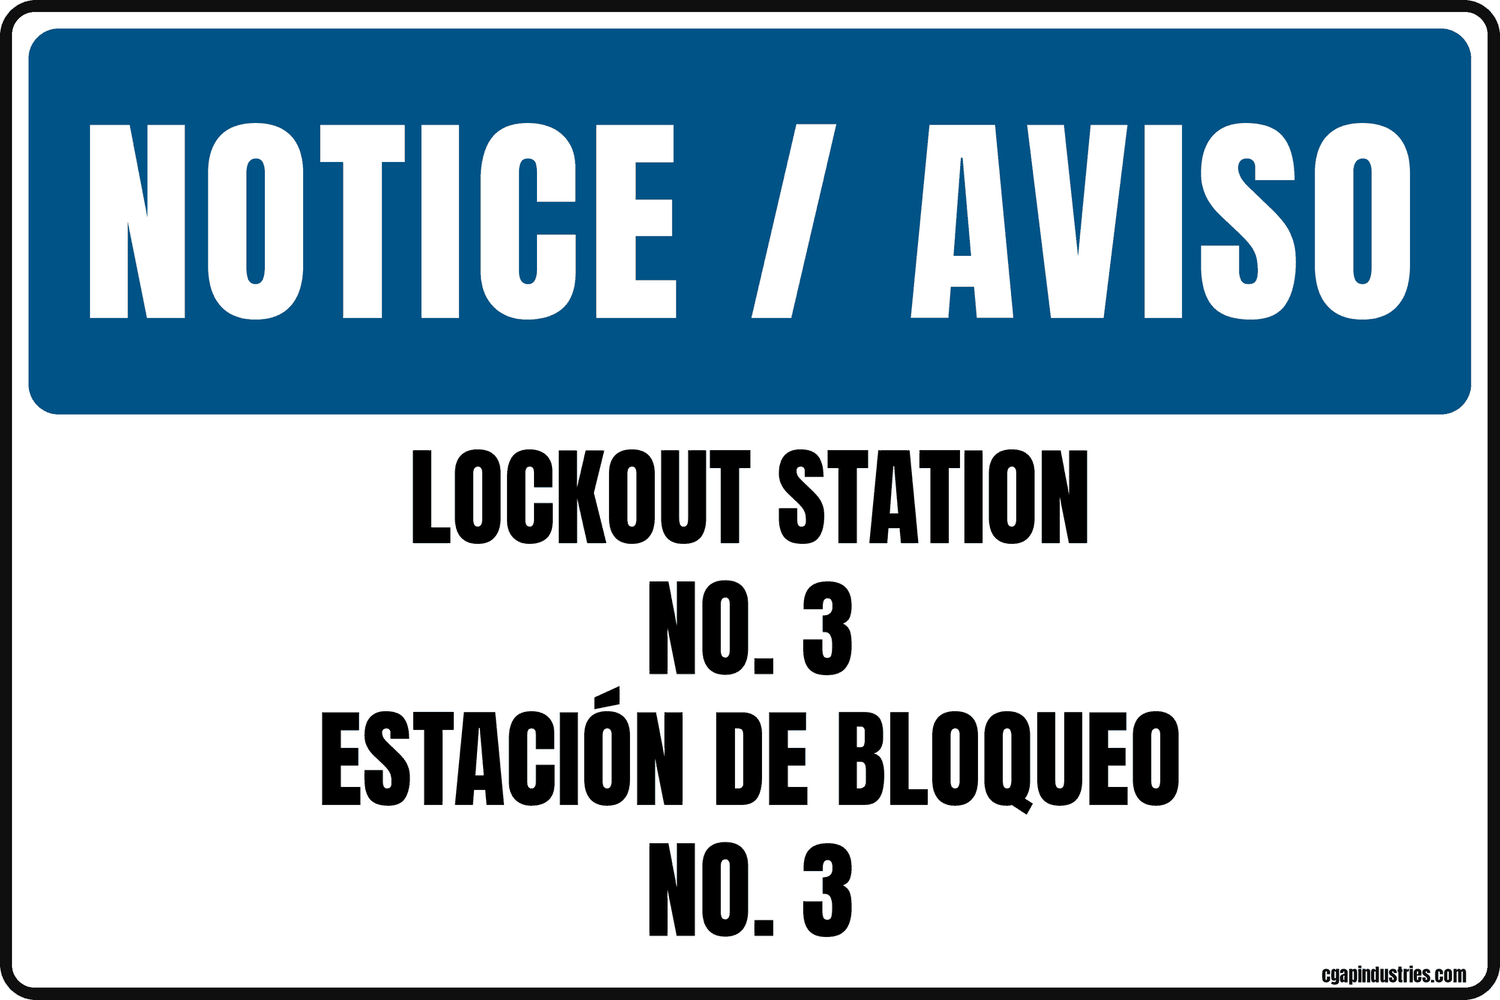 NOTICE / AVISO
LOCKOUT STATION
NO. 3
ESTACIÓN DE BLOQUEO
NO. 3
cgapindustries.com